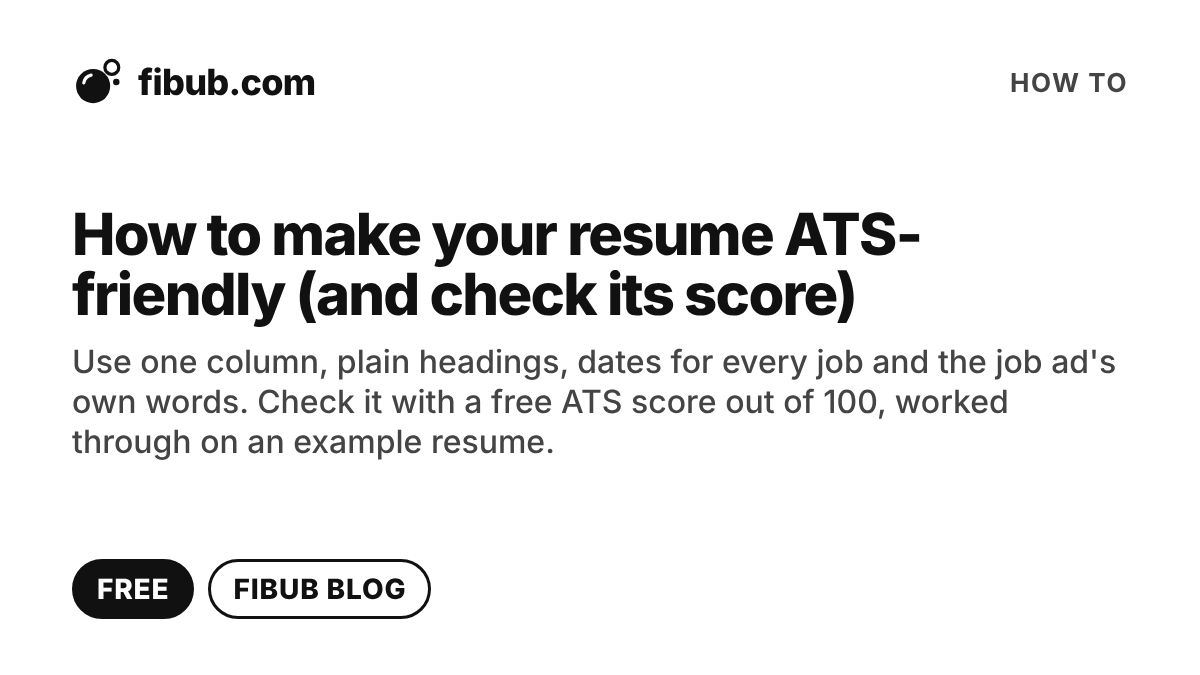 fibub.com
HOW TO
How to make your resume ATS-
friendly (and check its score)
Use one column, plain headings, dates for every job and the job ad's
own words. Check it with a free ATS score out of 100, worked
through on an example resume.
FREE
FIBUB BLOG